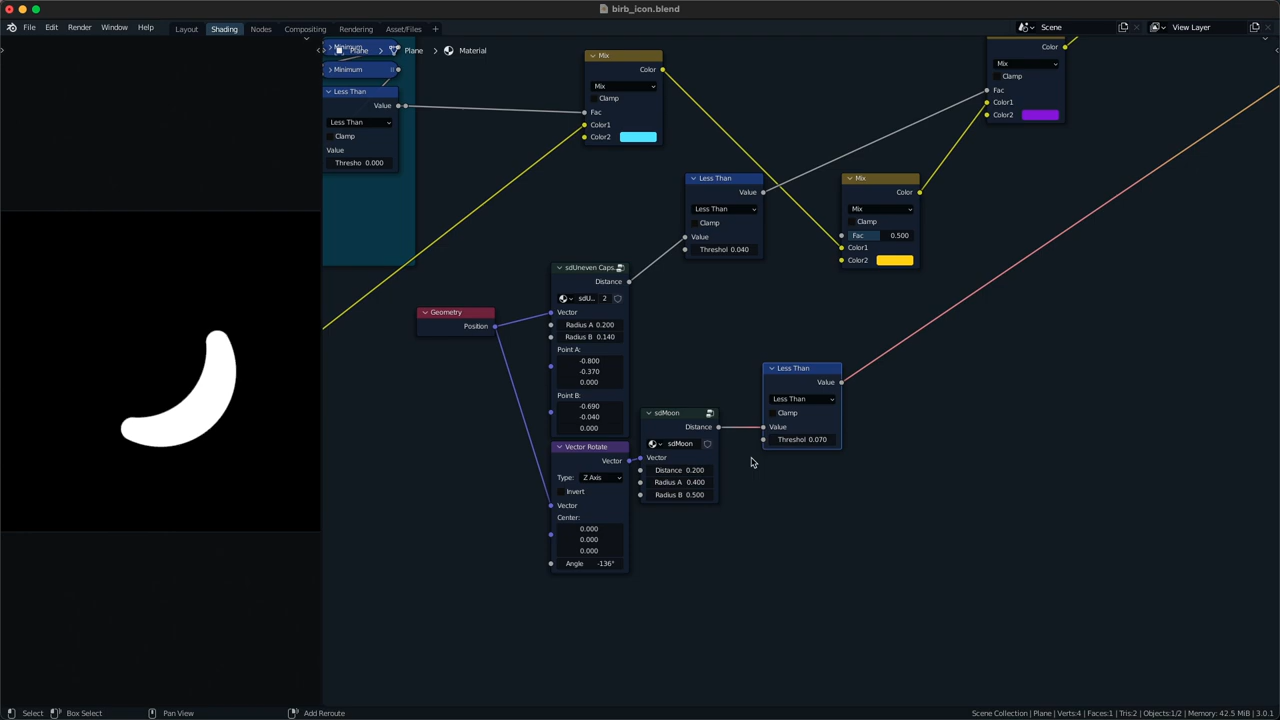 birb_icon.blend
File Edit Render Window Help Layout Shading Nodes Compositing Rendering Asset/Files + Scene View Layer
Plane Plane Material
Minimum
Minimum
Less Than
Value
Less Than
Clamp
Value
Thresho 0.000
Mix
Color
Mix
Clamp
Fac
Color1
Color2
Color
Mix
Clamp
Fac
Color1
Color2
Less Than
Value
Less Than
Clamp
Value
Threshol 0.040
Mix
Color
Mix
Clamp
Fac 0.500
Color1
Color2
Geometry
Position
sdUneven Caps.
Distance
sdU.. 2
Vector
Radius A 0.200
Radius B 0.140
Point A:
-0.800
-0.370
0.000
Point B:
-0.690
-0.040
0.000
Vector Rotate
Vector
Type: Z Axis
Invert
Vector
Center:
0.000
0.000
0.000
Angle -136°
sdMoon
Distance
sdMoon
Vector
Distance 0.200
Radius A 0.400
Radius B 0.500
Less Than
Value
Less Than
Clamp
Value
Threshol 0.070
Select Box Select Pan View Add Reroute Scene Collection | Plane | Verts:4 | Faces:1 | Tris:2 | Objects:1/2 | Memory: 42.5 MiB | 3.0.1